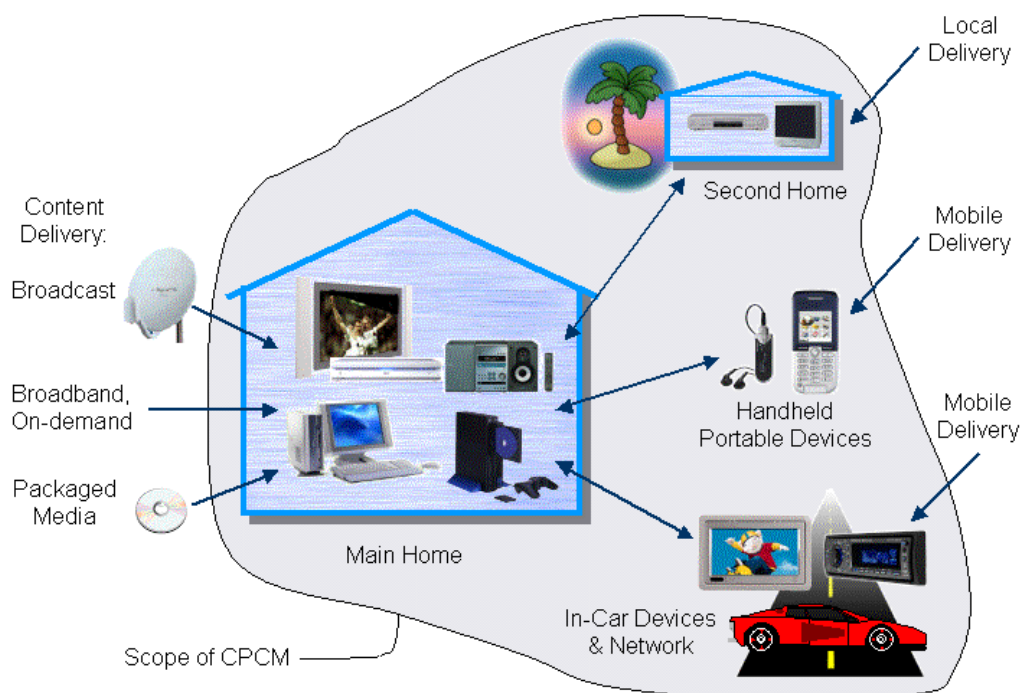 Local
Delivery
Second Home
Content
Delivery:
Mobile
Delivery
Broadcast
Broadband,
On-demand
Handheld
Portable Devices
Mobile
Delivery
Packaged
Media
Main Home
In-Car Devices
& Network
Scope of CPCM